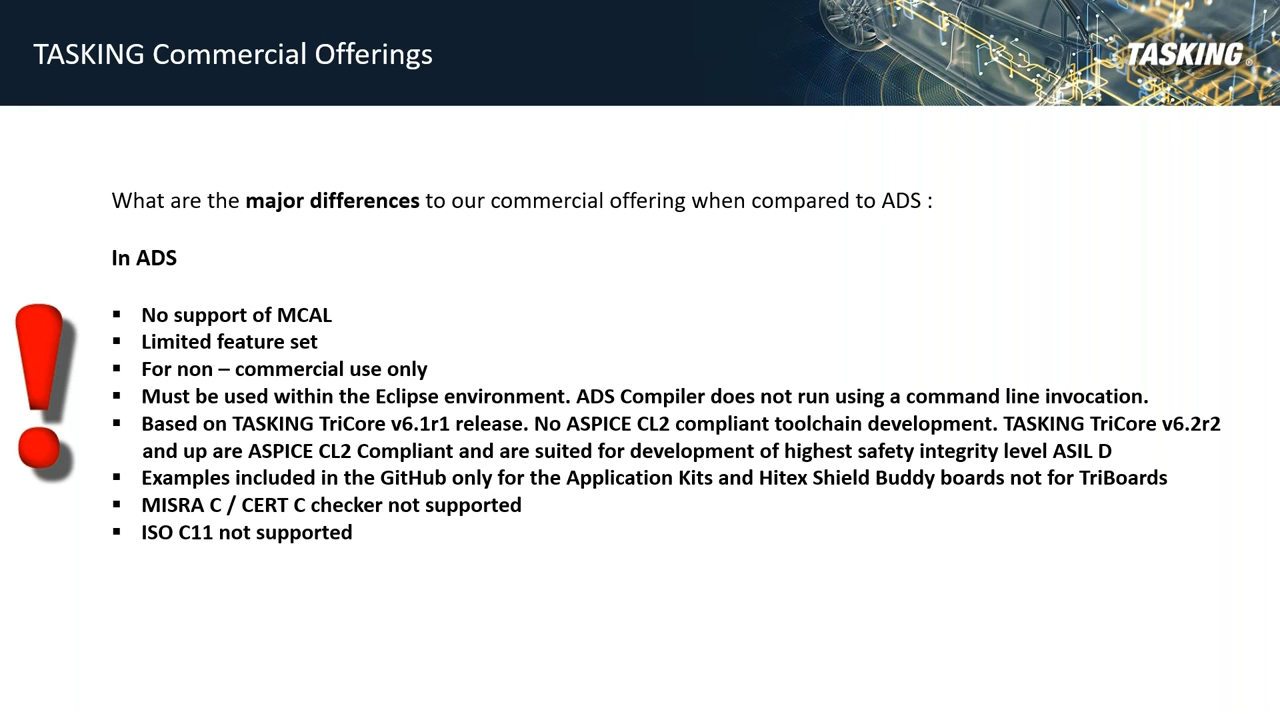 TASKING Commercial Offerings
TASKING®
What are the major differences to our commercial offering when compared to ADS :
In ADS
▪ No support of MCAL
▪ Limited feature set
▪ For non – commercial use only
▪ Must be used within the Eclipse environment. ADS Compiler does not run using a command line invocation.
▪ Based on TASKING TriCore v6.1r1 release. No ASPICE CL2 compliant toolchain development. TASKING TriCore v6.2r2
and up are ASPICE CL2 Compliant and are suited for development of highest safety integrity level ASIL D
▪ Examples included in the GitHub only for the Application Kits and Hitex Shield Buddy boards not for TriBoards
▪ MISRA C / CERT C checker not supported
▪ ISO C11 not supported